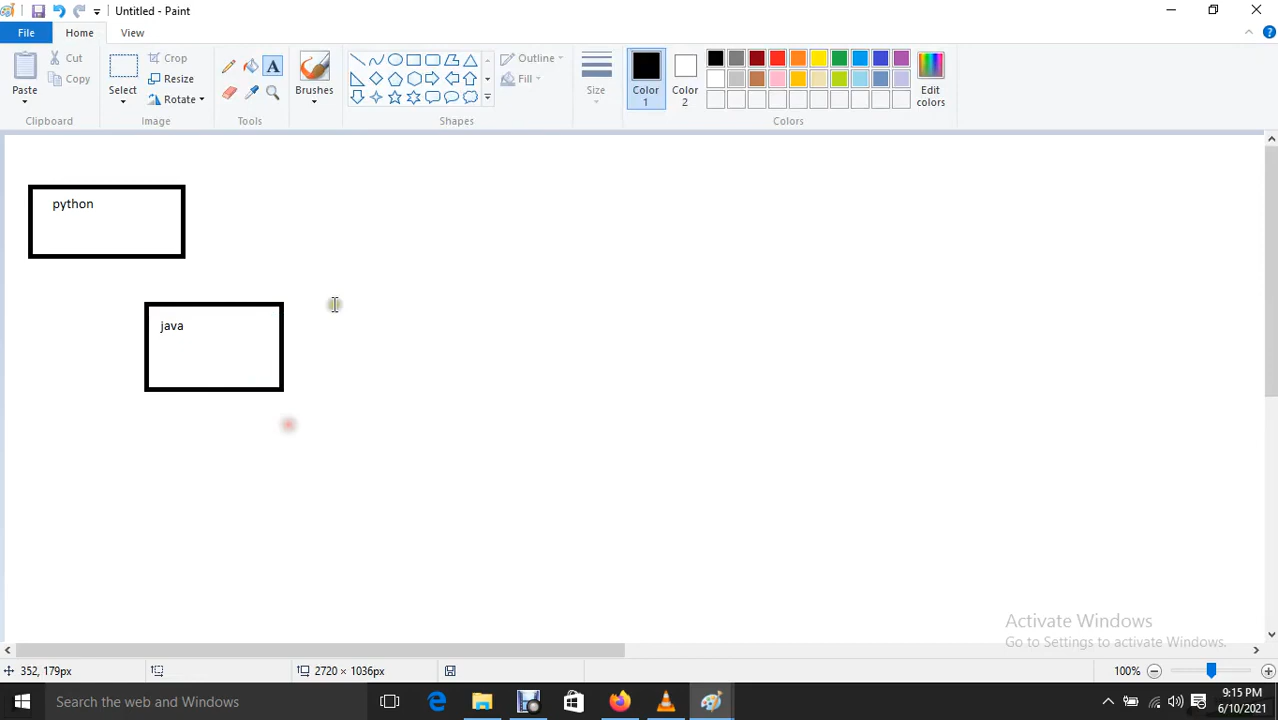 Untitled - Paint
File
Home
View
Paste
Cut
Copy
Clipboard
Select
Crop
Resize
Rotate
Image
A
Tools
Brushes
Shapes
Outline
Fill
Size
Color 1
Color 2
Edit colors
Colors
python
java
Activate Windows
Go to Settings to activate Windows.
352, 179px
2720 × 1036px
100%
Search the web and Windows
9:15 PM
6/10/2021